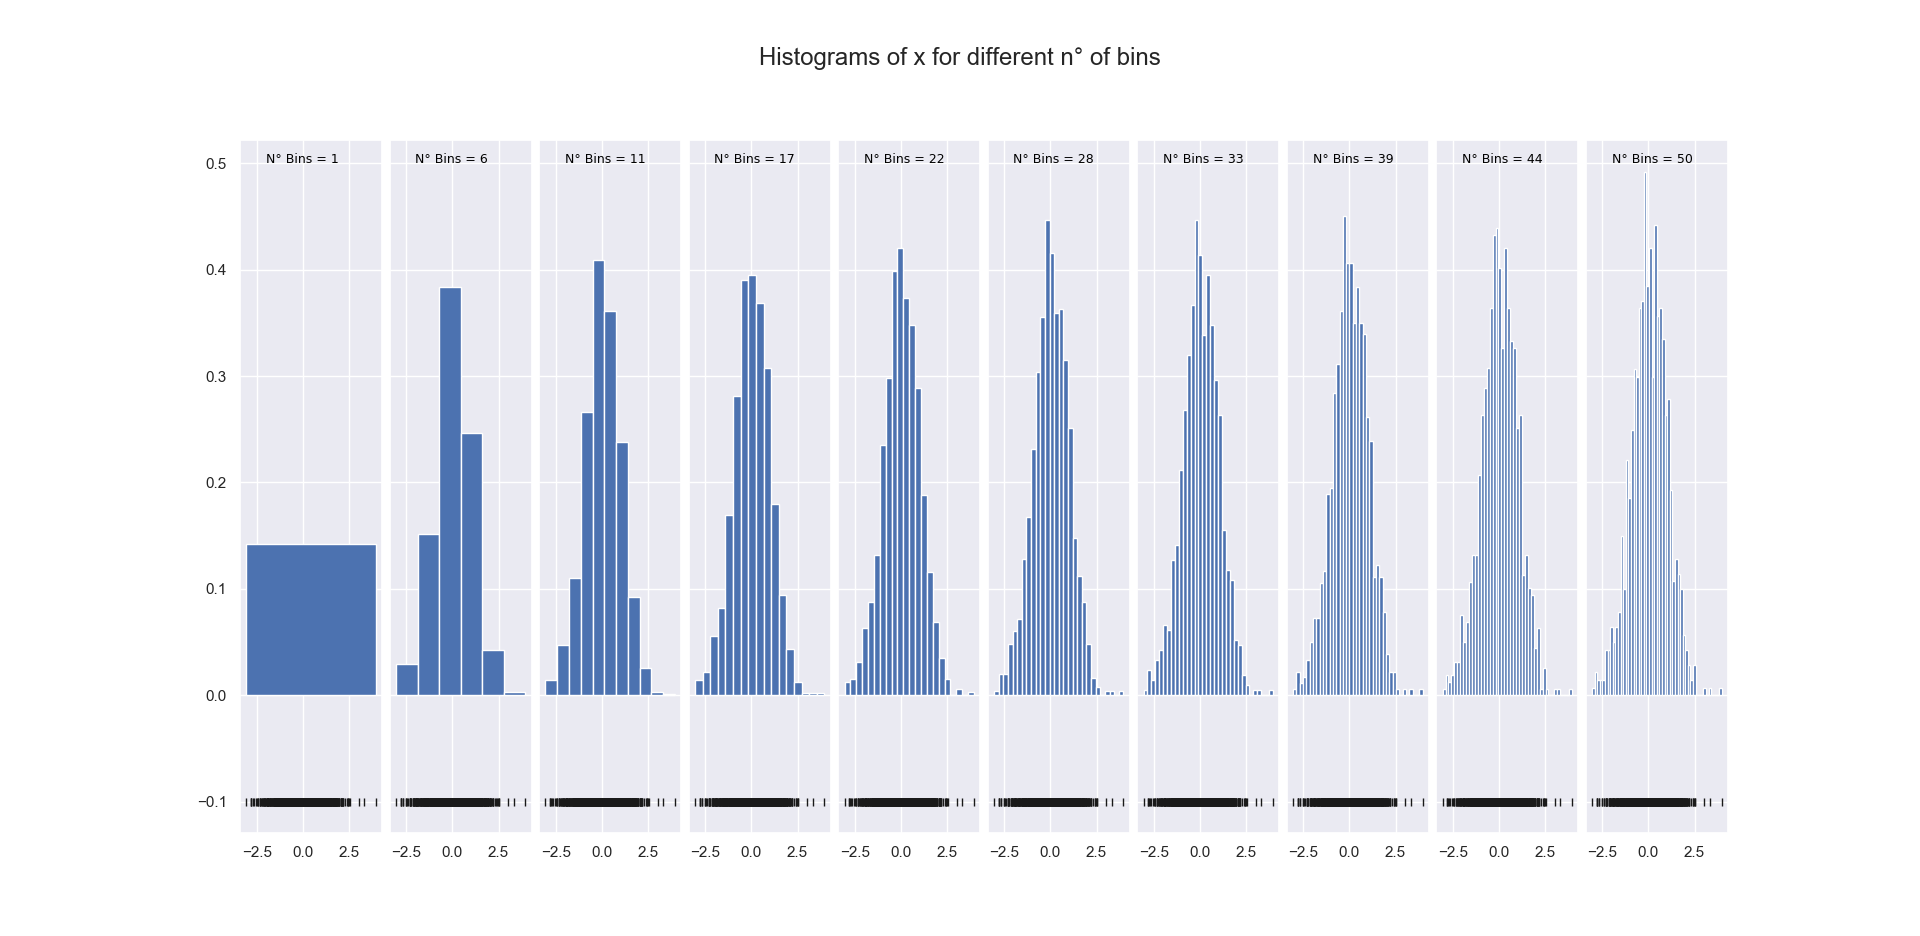 Histograms of x for different n° of bins
N° Bins = 1 N° Bins = 6 N° Bins = 11 N° Bins = 17 N° Bins = 22 N° Bins = 28 N° Bins = 33 N° Bins = 39 N° Bins = 44 N° Bins = 50
0.5
0.4
0.3
0.2
0.1
0.0
−0.1
−2.5 0.0 2.5 −2.5 0.0 2.5 −2.5 0.0 2.5 −2.5 0.0 2.5 −2.5 0.0 2.5 −2.5 0.0 2.5 −2.5 0.0 2.5 −2.5 0.0 2.5 −2.5 0.0 2.5 −2.5 0.0 2.5